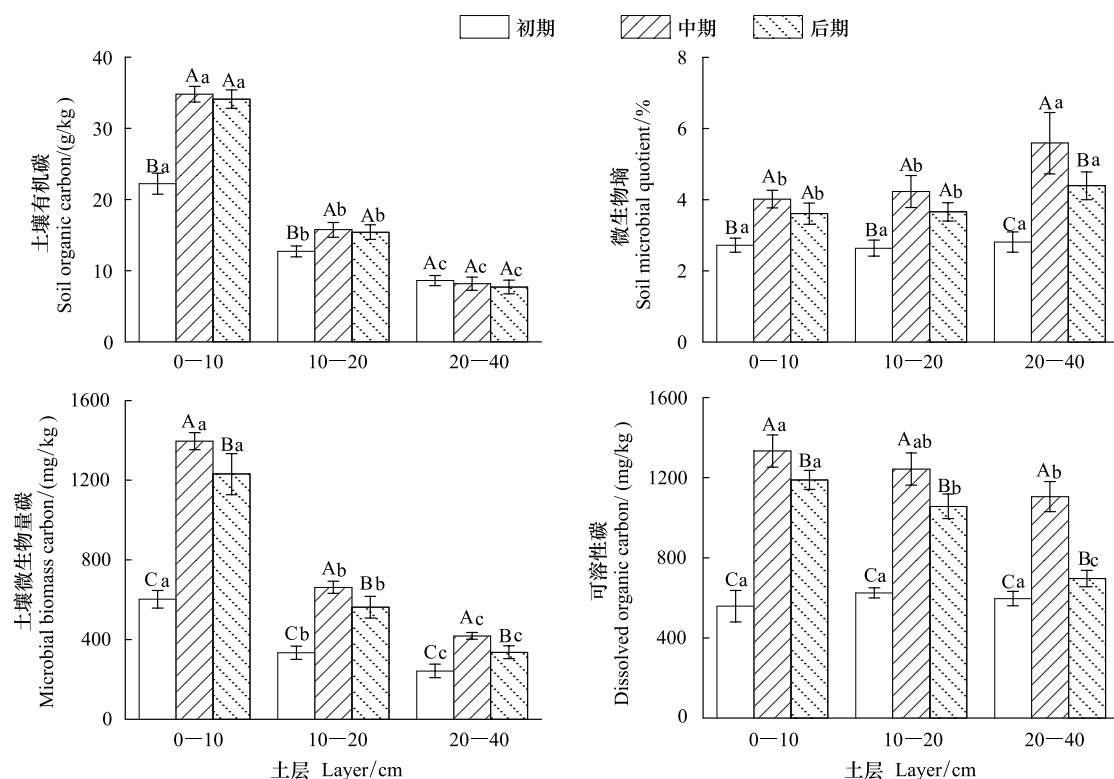 初期 中期 后期
土壤有机碳
Soil organic carbon/(g/kg)
40
30
20
10
0
Ba Aa Aa
Bb Ab Ab
Ac Ac Ac
0—10 10—20 20—40
微生物墒
Soil microbial quotient/%
8
6
4
2
0
Ba Ab Ab
Ba Ab Ab
Ca Aa Ba
0—10 10—20 20—40
土壤微生物量碳
Microbial biomass carbon/(mg/kg)
1600
1200
800
400
0
Ca Aa Ba
Cb Ab Bb
Cc Ac Bc
0—10 10—20 20—40
土层 Layer/cm
可溶性碳
Dissolved organic carbon/(mg/kg)
1600
1200
800
400
0
Ca Aa Ba
Ca Aab Bb
Ca Ab Bc
0—10 10—20 20—40
土层 Layer/cm